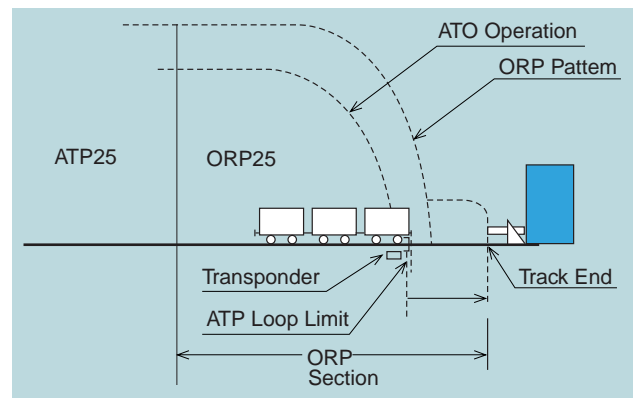 ATO Operation
ORP Pattem
ATP25
ORP25
Transponder
Track End
ATP Loop Limit
ORP
Section